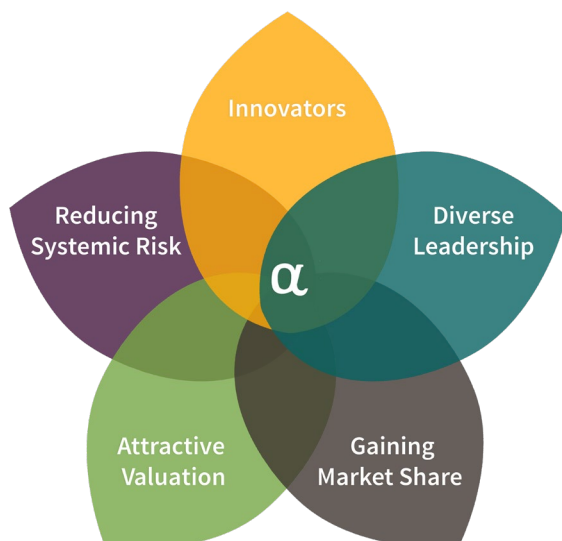 Innovators
Reducing
Systemic Risk
Diverse
Leadership
α
Attractive
Valuation
Gaining
Market Share